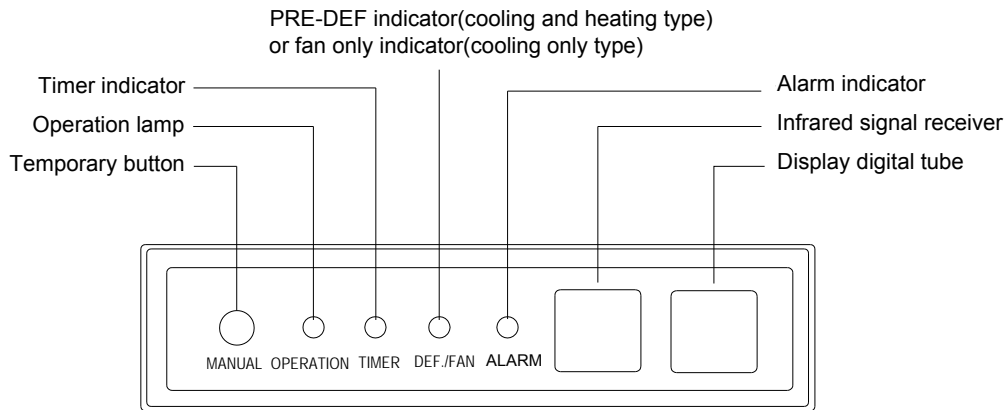 PRE-DEF indicator(cooling and heating type)
or fan only indicator(cooling only type)
Timer indicator
Operation lamp
Temporary button
Alarm indicator
Infrared signal receiver
Display digital tube
MANUAL OPERATION TIMER DEF./FAN ALARM